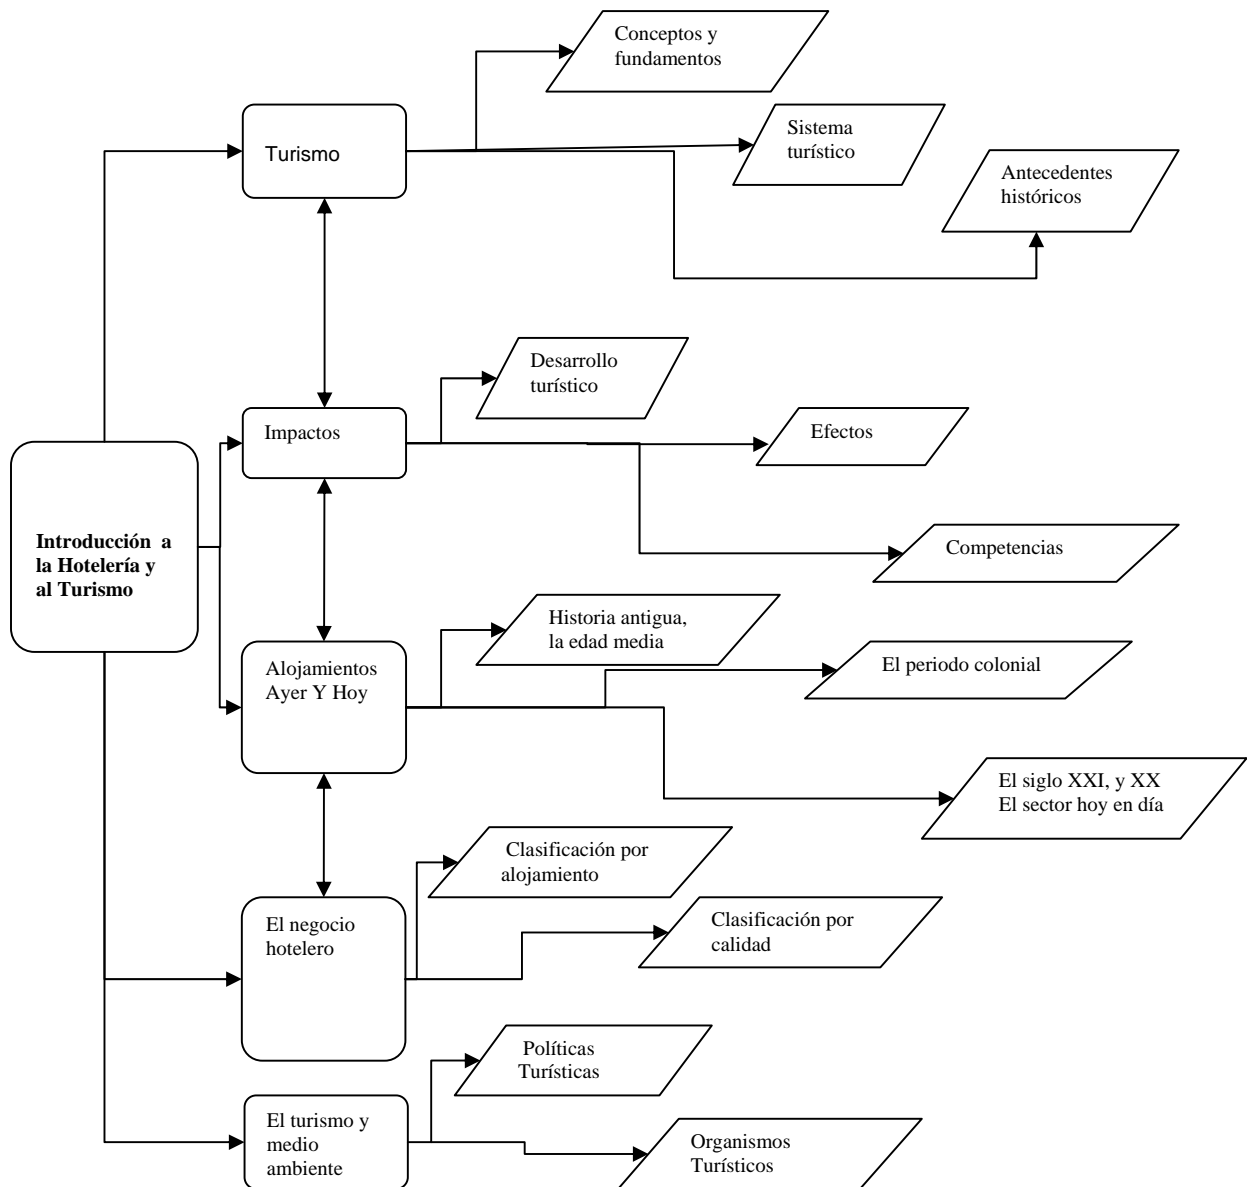 Conceptos y
fundamentos
Turismo
Sistema
turístico
Antecedentes
históricos
Desarrollo
turístico
Impactos
Efectos
Introducción a
la Hotelería y
al Turismo
Competencias
Historia antigua,
la edad media
Alojamientos
Ayer Y Hoy
El periodo colonial
El siglo XXI, y XX
El sector hoy en día
Clasificación por
alojamiento
El negocio
hotelero
Clasificación por
calidad
Políticas
Turísticas
El turismo y
medio
ambiente
Organismos
Turísticos